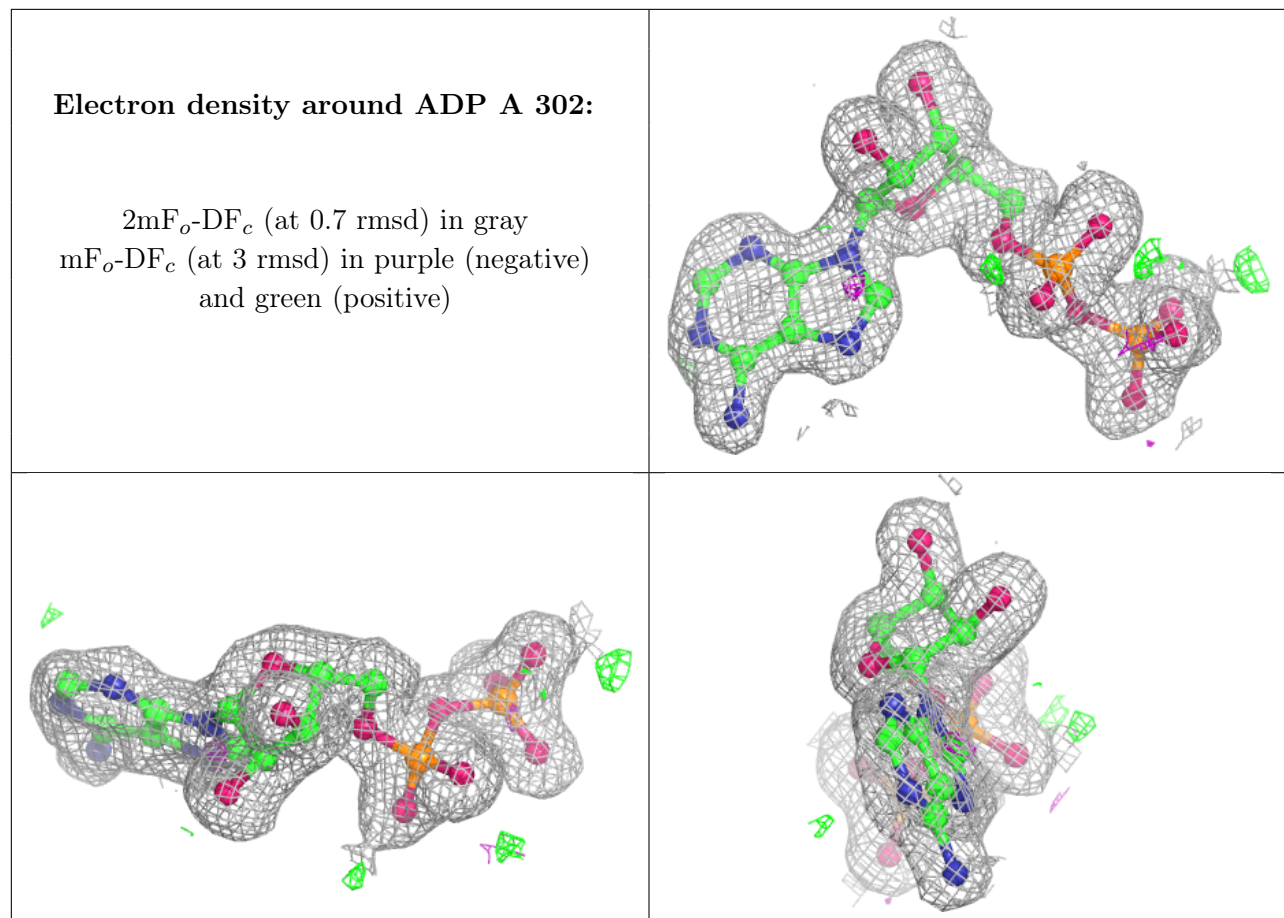 Electron density around ADP A 302:
2mFo-DFc (at 0.7 rmsd) in gray
mFo-DFc (at 3 rmsd) in purple (negative)
and green (positive)